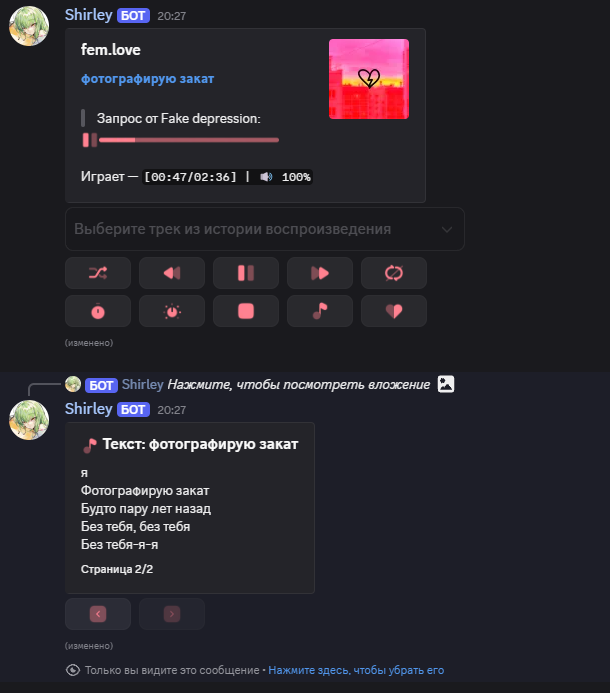 Shirley БОТ 20:27
fem.love
фотографирую закат
Запрос от Fake depression:
Играет — [00:47/02:36] | 100%
Выберите трек из истории воспроизведения
(изменено)
БОТ Shirley Нажмите, чтобы посмотреть вложение
Shirley БОТ 20:27
Текст: фотографирую закат
я
Фотографирую закат
Будто пару лет назад
Без тебя, без тебя
Без тебя-я-я
Страница 2/2
(изменено)
Только вы видите это сообщение • Нажмите здесь, чтобы убрать его